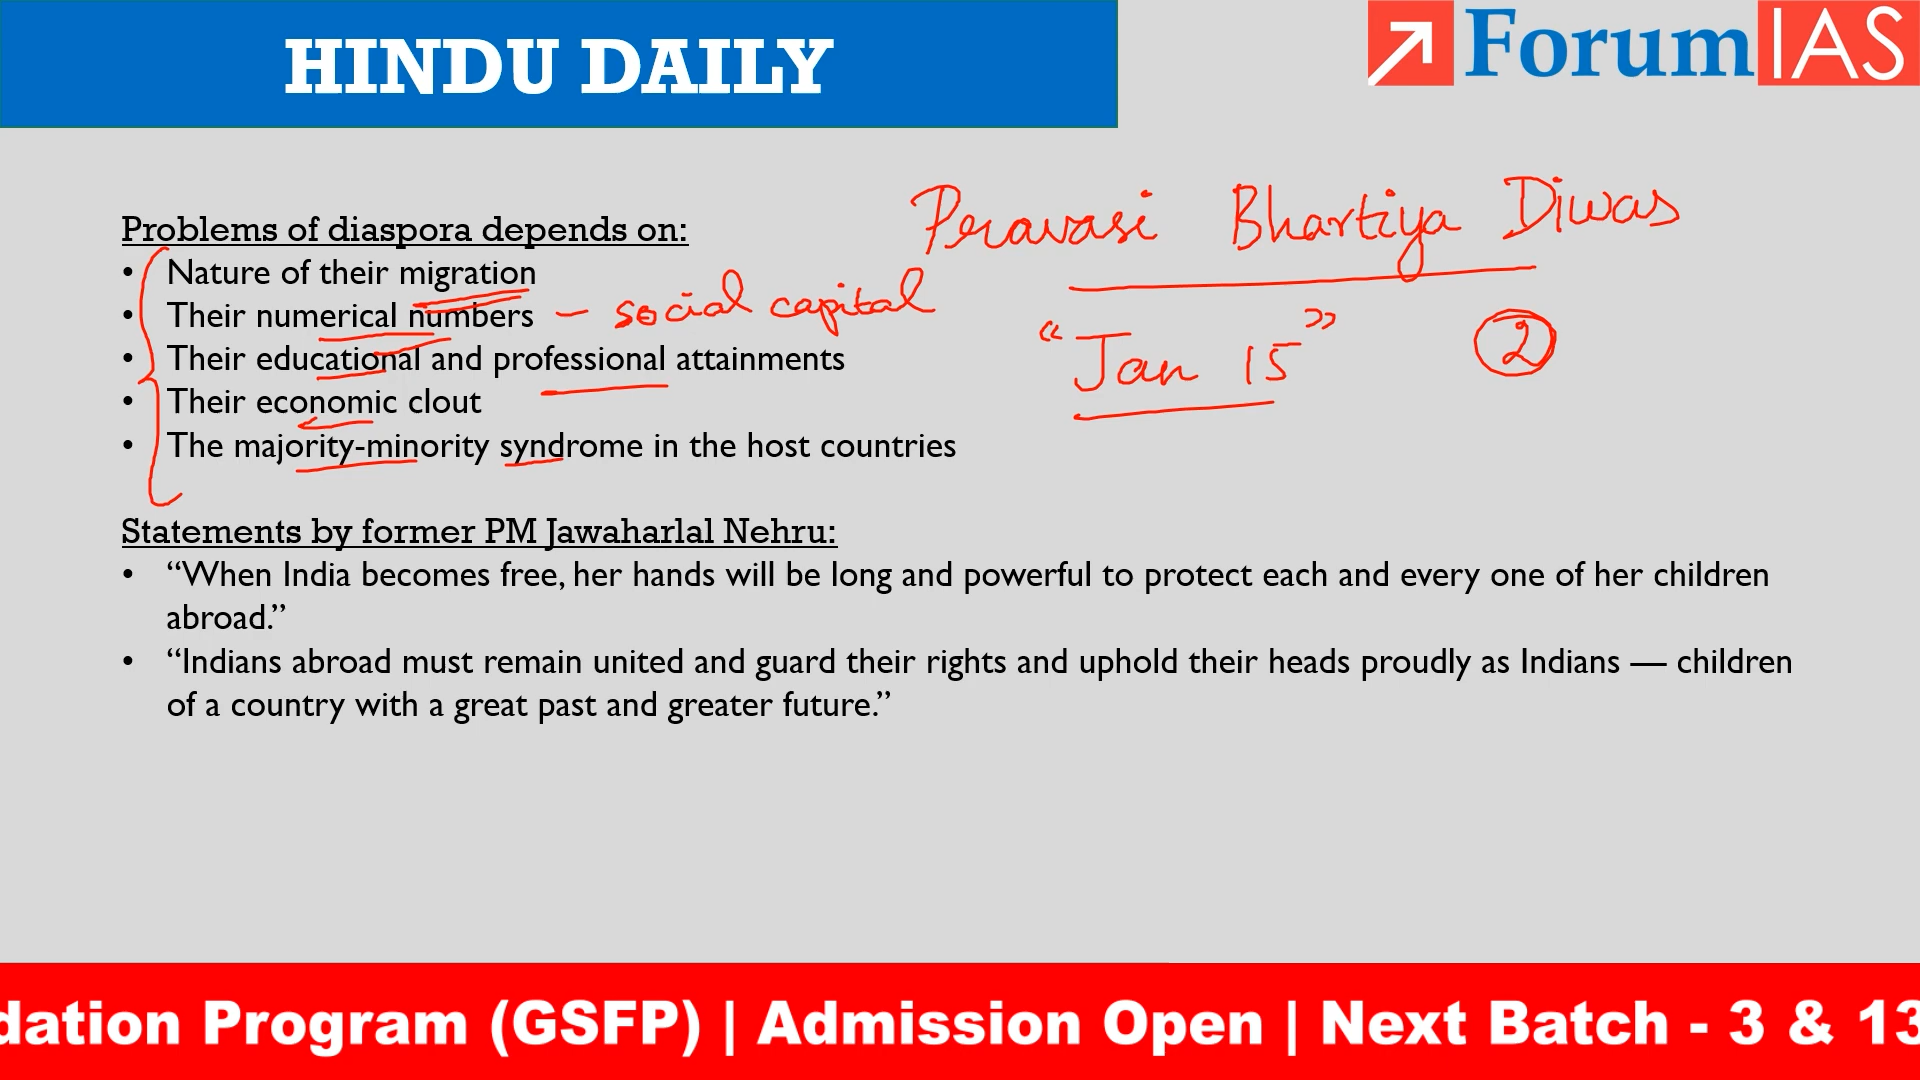 HINDU DAILY
Forum IAS
Pravasi Bhartiya Diwas
Problems of diaspora depends on:
• Nature of their migration
• Their numerical numbers – social capital
"Jan 15" 2
• Their educational and professional attainments
• Their economic clout
• The majority-minority syndrome in the host countries
Statements by former PM Jawaharlal Nehru:
• “When India becomes free, her hands will be long and powerful to protect each and every one of her children
abroad.”
• “Indians abroad must remain united and guard their rights and uphold their heads proudly as Indians — children
of a country with a great past and greater future.”
dation Program (GSFP) | Admission Open | Next Batch - 3 & 13